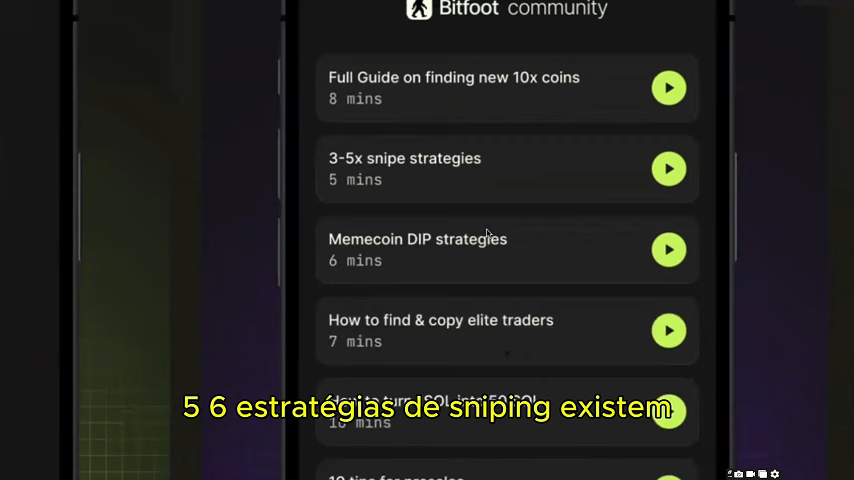 Bitfoot community
Full Guide on finding new 10x coins
8 mins
3-5x snipe strategies
5 mins
Memecoin DIP strategies
6 mins
How to find & copy elite traders
7 mins
5 6 estratégias de sniping existem
mins